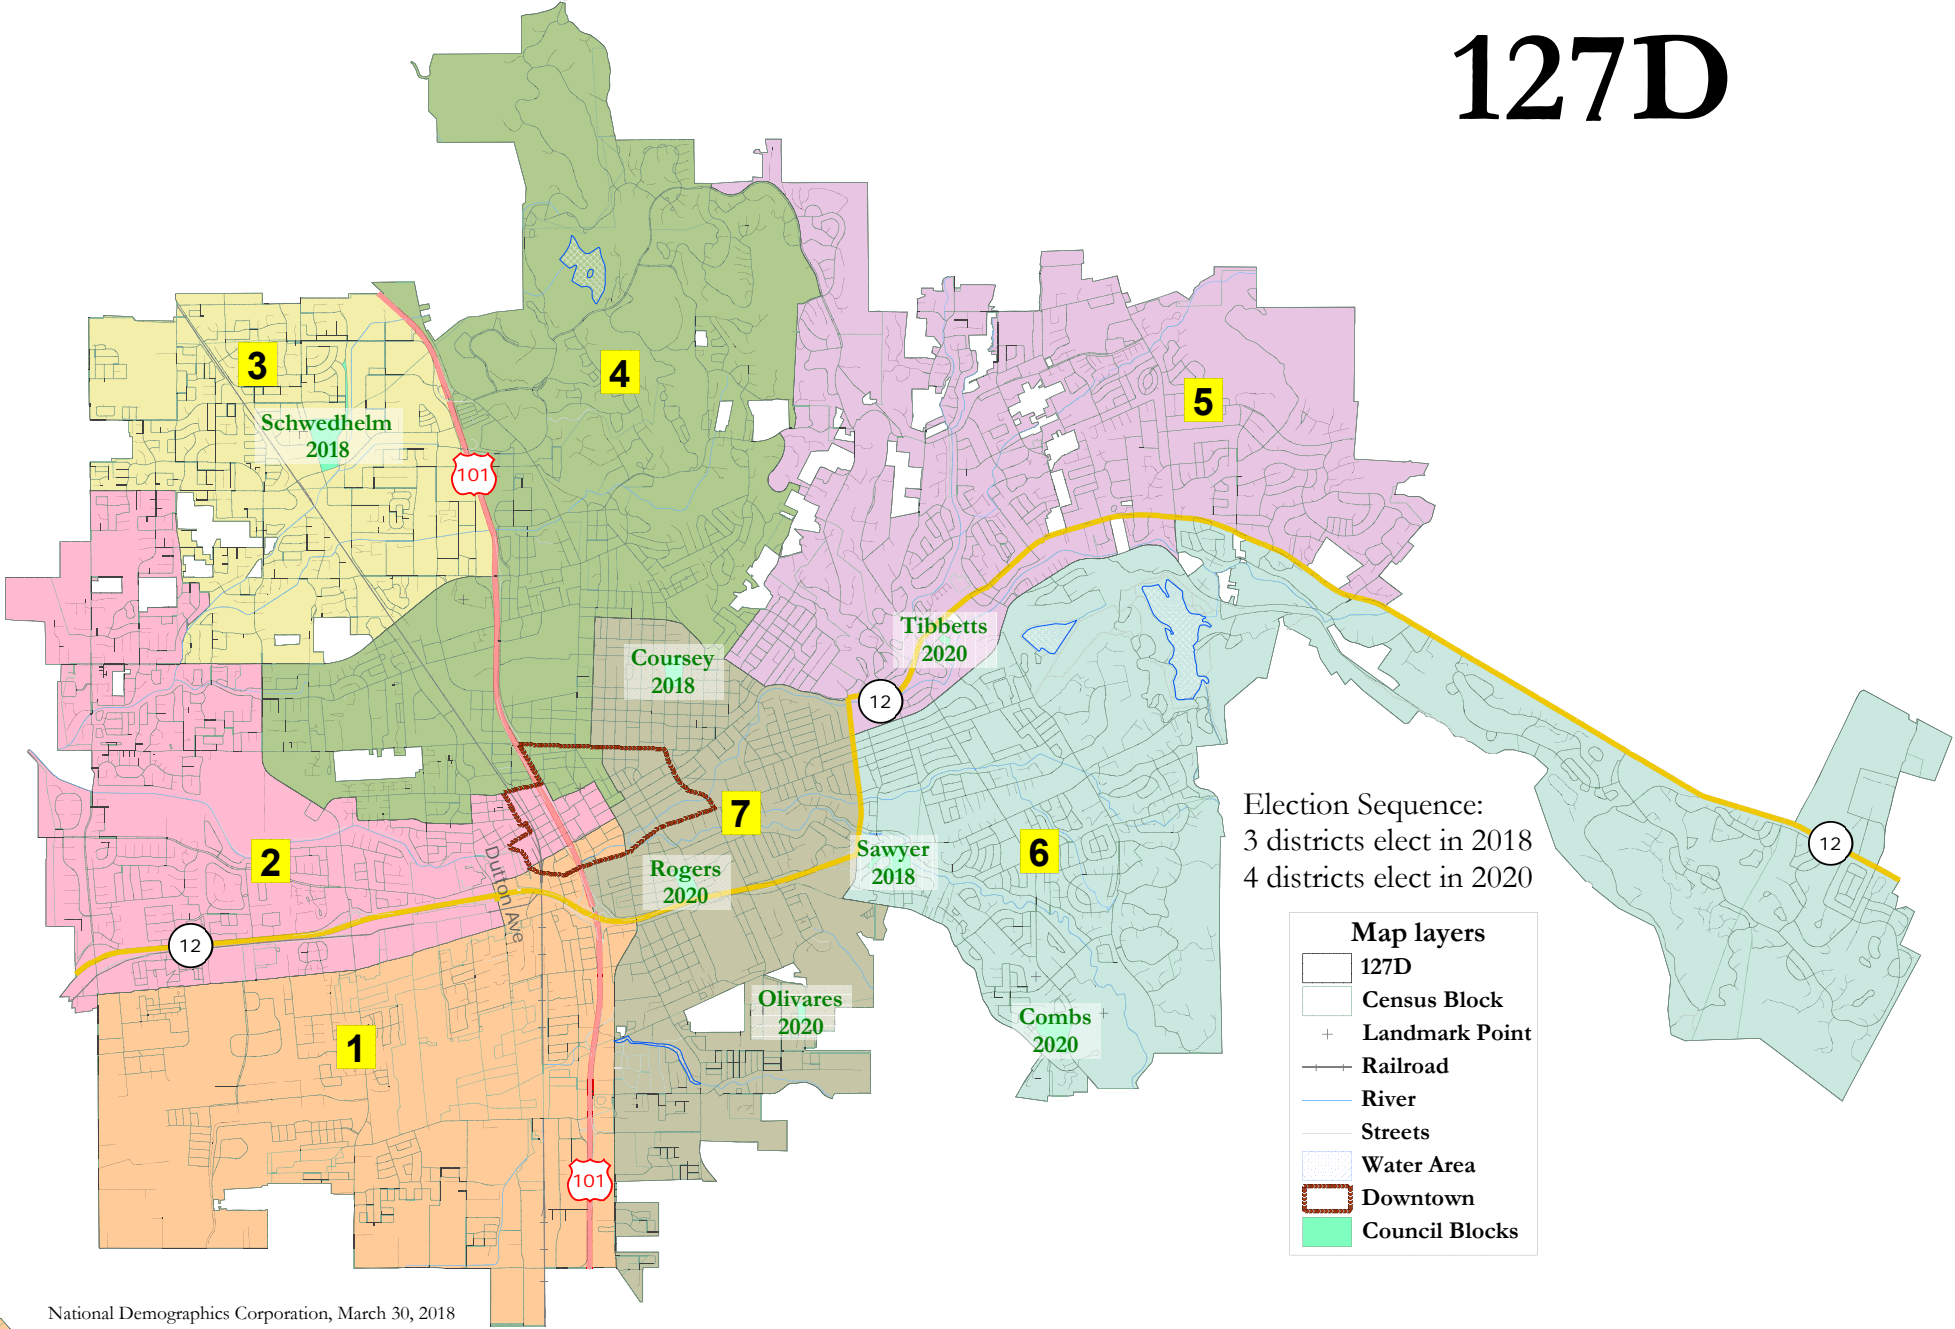 127D
3
4
5
Schwedhelm
2018
101
Tibbetts
2020
Coursey
2018
12
Election Sequence:
3 districts elect in 2018
4 districts elect in 2020
7
2
6
Sawyer
2018
Rogers
2020
12
12
Dutton Ave
Olivares
2020
Combs
2020
1
101
Map layers
127D
Census Block
Landmark Point
Railroad
River
Streets
Water Area
Downtown
Council Blocks
National Demographics Corporation, March 30, 2018